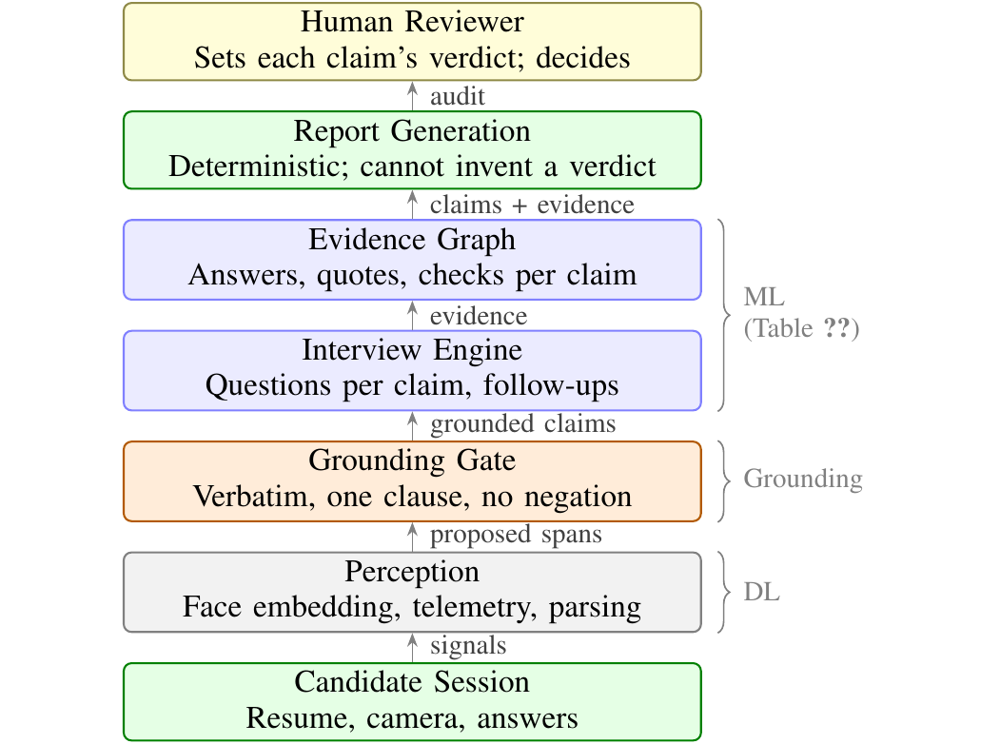 Human Reviewer
Sets each claim's verdict; decides
audit
Report Generation
Deterministic; cannot invent a verdict
claims + evidence
Evidence Graph
Answers, quotes, checks per claim
evidence
ML
(Table ??)
Interview Engine
Questions per claim, follow-ups
grounded claims
Grounding Gate
Verbatim, one clause, no negation
Grounding
proposed spans
Perception
Face embedding, telemetry, parsing
DL
signals
Candidate Session
Resume, camera, answers